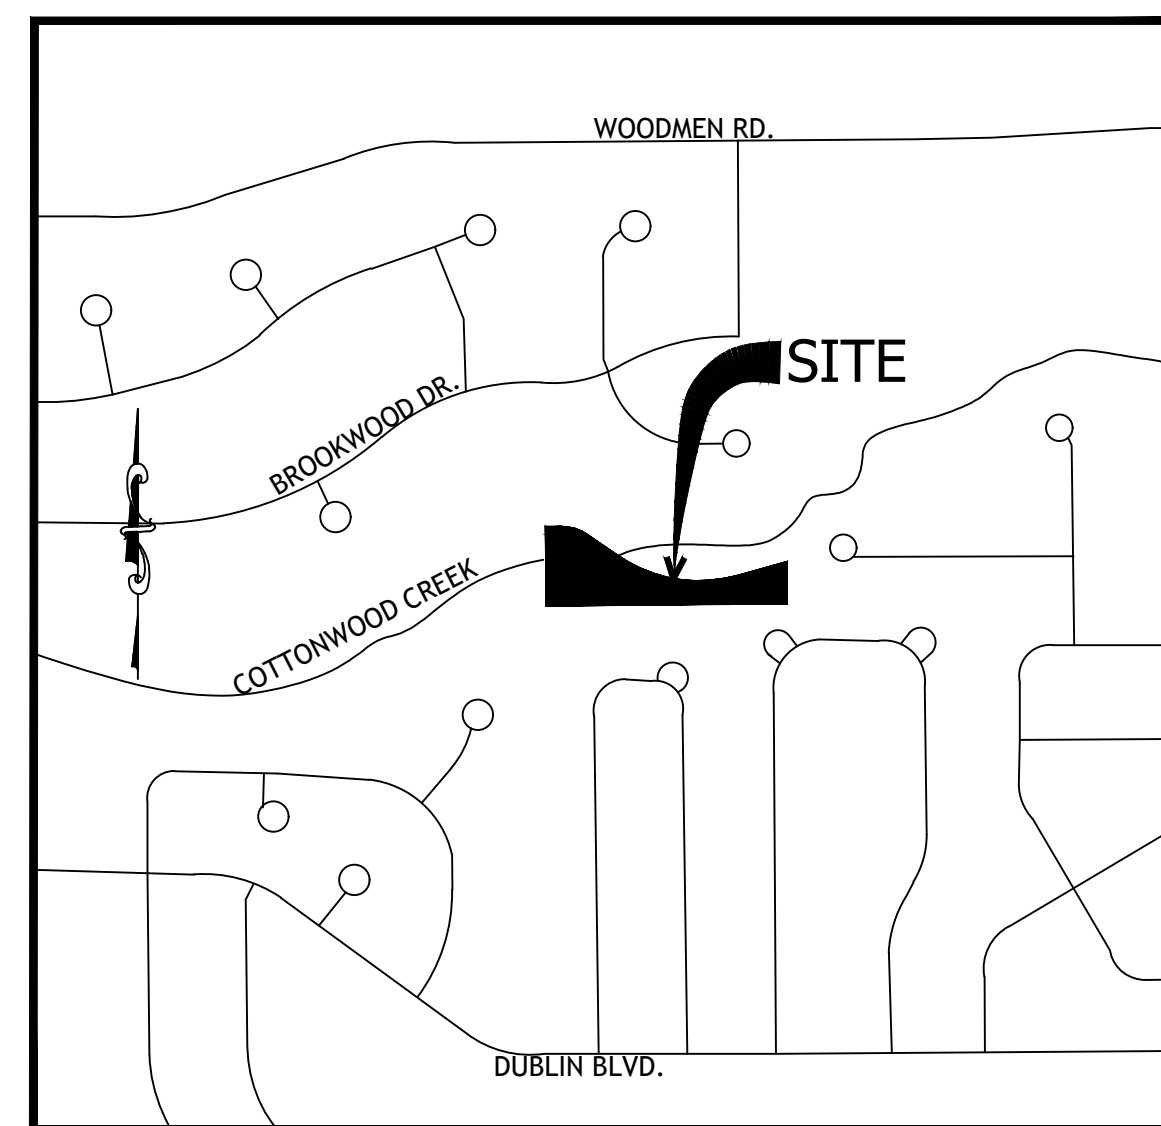 WOODMEN RD.
SITE
BROOKWOOD DR.
COTTONWOOD CREEK
DUBLIN BLVD.